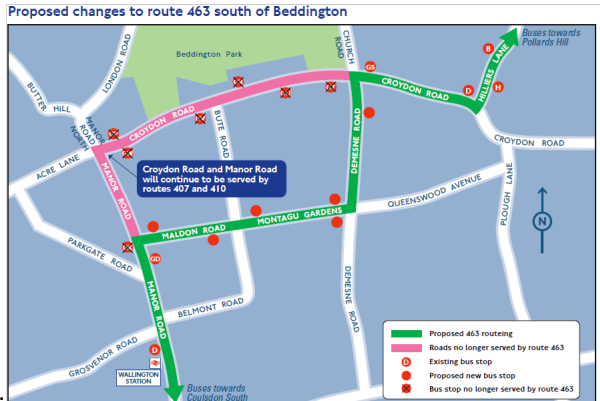 Proposed changes to route 463 south of Beddington
Buses towards
Pollards Hill
LONDON ROAD
Beddington Park
CHURCH
ROAD
GS
B
HILLIERS LANE
BUTTER HILL
CROYDON ROAD
D
H
MANOR
ROAD
NORTH
CROYDON ROAD
BUTE ROAD
DEMESNE ROAD
CROYDON ROAD
ACRE LANE
Croydon Road and Manor Road
will continue to be served by
routes 407 and 410
MANOR ROAD
QUEENSWOOD AVENUE
PLOUGH LANE
MALDON ROAD
MONTAGU GARDENS
N
PARKGATE ROAD
GD
MANOR ROAD
BELMONT ROAD
DEMESNE ROAD
GROSVENOR ROAD
D
WALLINGTON
STATION
Buses towards
Coulsdon South
Proposed 463 routeing
Roads no longer served by route 463
D Existing bus stop
Proposed new bus stop
Bus stop no longer served by route 463